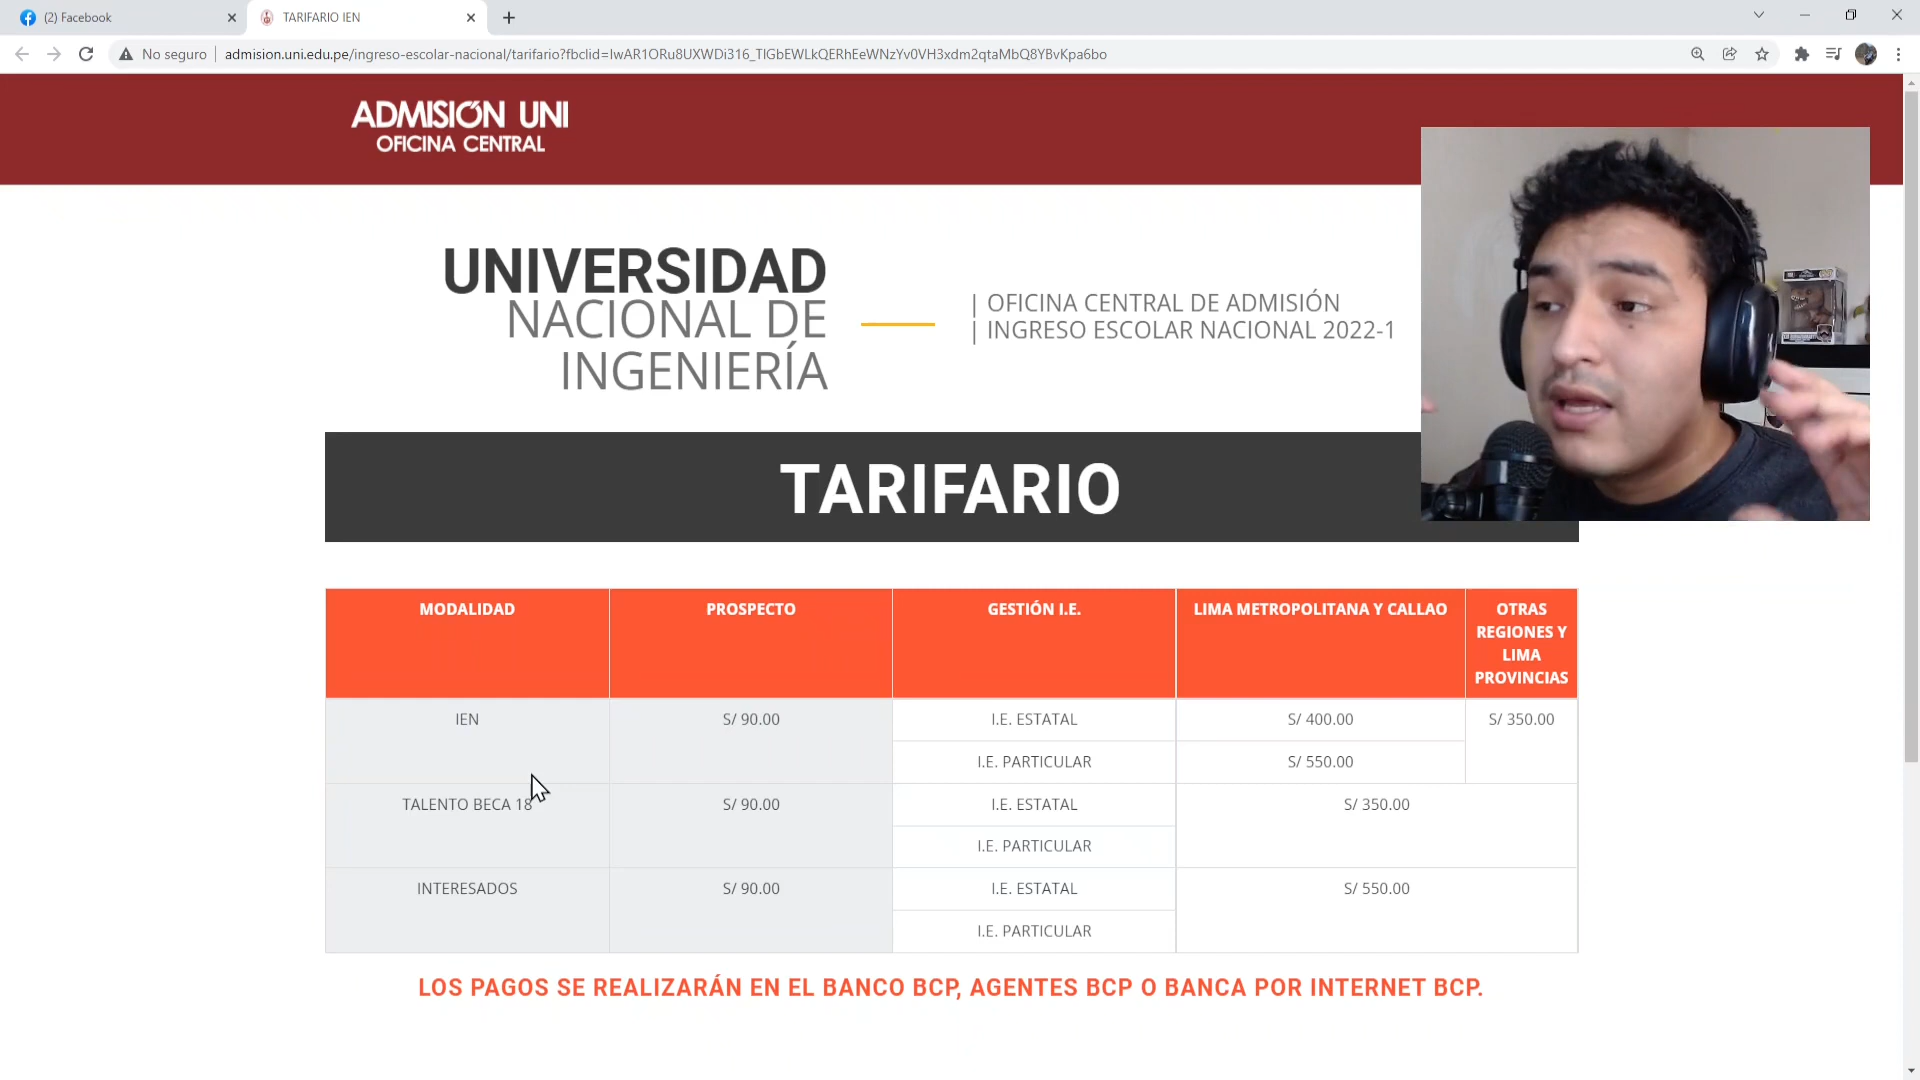 (2) Facebook
TARIFARIO IEN
No seguro
admision.uni.edu.pe/ingreso-escolar-nacional/tarifario?fbclid=IwAR1ORu8UXWDi316_TlGbEWLkQERhEeWNzYv0VH3xdm2qtaMbQ8YBvKpa6bo
ADMISIÓN UNI
OFICINA CENTRAL
UNIVERSIDAD
NACIONAL DE
INGENIERÍA
| OFICINA CENTRAL DE ADMISIÓN
| INGRESO ESCOLAR NACIONAL 2022-1
TARIFARIO
MODALIDAD PROSPECTO GESTIÓN I.E. LIMA METROPOLITANA Y CALLAO OTRAS
REGIONES Y
LIMA
PROVINCIAS
IEN S/ 90.00 I.E. ESTATAL S/ 400.00 S/ 350.00
I.E. PARTICULAR S/ 550.00
TALENTO BECA 18 S/ 90.00 I.E. ESTATAL S/ 350.00
I.E. PARTICULAR
INTERESADOS S/ 90.00 I.E. ESTATAL S/ 550.00
I.E. PARTICULAR
LOS PAGOS SE REALIZARÁN EN EL BANCO BCP, AGENTES BCP O BANCA POR INTERNET BCP.